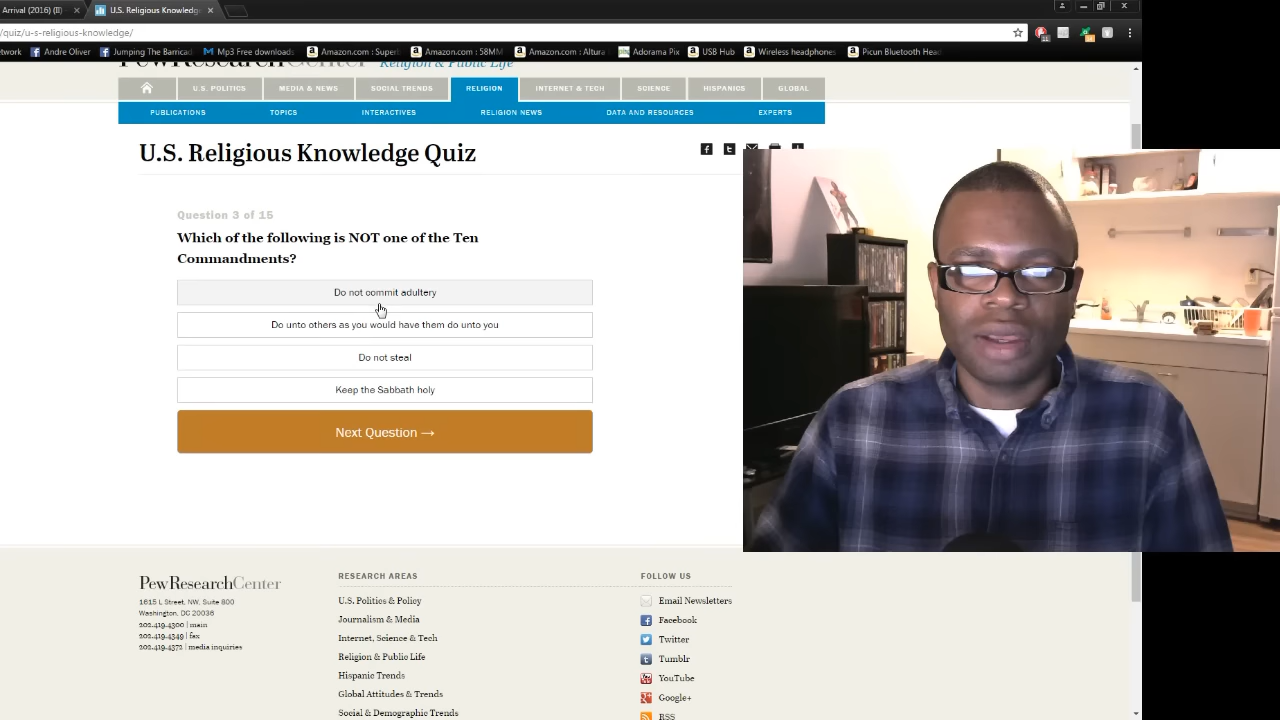 Arrival (2016) (II)
U.S. Religious Knowledg
/quiz/u-s-religious-knowledge/
twork
Andre Oliver
Jumping The Barricad
Mp3 Free downloads
Amazon.com : Superb
Amazon.com : 58MM
Amazon.com : Altura
Adorama Pix
USB Hub
Wireless headphones
Picun Bluetooth Head
PewResearchCenter Religion & Public Life
U.S. POLITICS
MEDIA & NEWS
SOCIAL TRENDS
RELIGION
INTERNET & TECH
SCIENCE
HISPANICS
GLOBAL
PUBLICATIONS
TOPICS
INTERACTIVES
RELIGION NEWS
DATA AND RESOURCES
EXPERTS
U.S. Religious Knowledge Quiz
Question 3 of 15
Which of the following is NOT one of the Ten
Commandments?
Do not commit adultery
Do unto others as you would have them do unto you
Do not steal
Keep the Sabbath holy
Next Question →
PewResearchCenter
1615 L Street, NW, Suite 800
Washington, DC 20036
202.419.4300 | main
202.419.4349 | fax
202.419.4372 | media inquiries
RESEARCH AREAS
U.S. Politics & Policy
Journalism & Media
Internet, Science & Tech
Religion & Public Life
Hispanic Trends
Global Attitudes & Trends
Social & Demographic Trends
FOLLOW US
Email Newsletters
Facebook
Twitter
Tumblr
YouTube
Google+
RSS